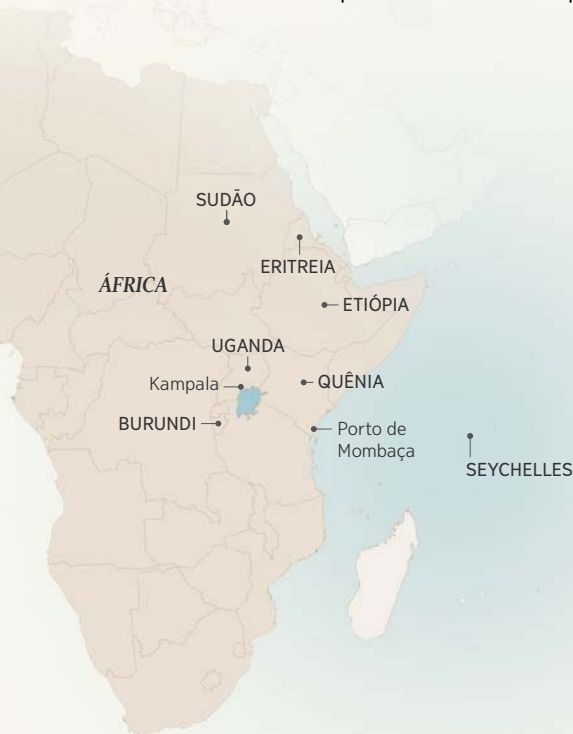 SUDÃO
ERITREIA
ÁFRICA
ETIÓPIA
UGANDA
Kampala
QUÊNIA
BURUNDI
Porto de
Mombaça
SEYCHELLES